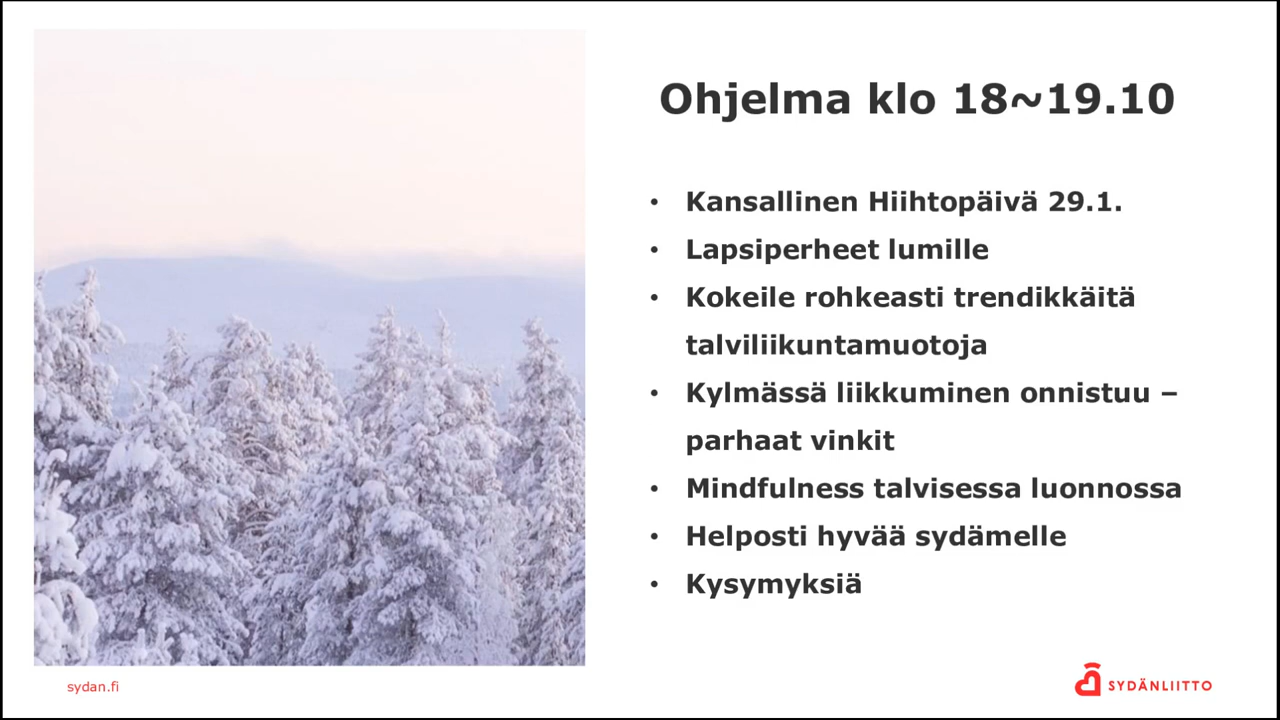 Ohjelma klo 18~19.10
• Kansallinen Hiihtopäivä 29.1.
• Lapsiperheet lumille
• Kokeile rohkeasti trendikkäitä
talviliikuntamuotoja
• Kylmässä liikkuminen onnistuu –
parhaat vinkit
• Mindfulness talvisessa luonnossa
• Helposti hyvää sydämelle
• Kysymyksiä
sydan.fi
SYDÄNLIITTO